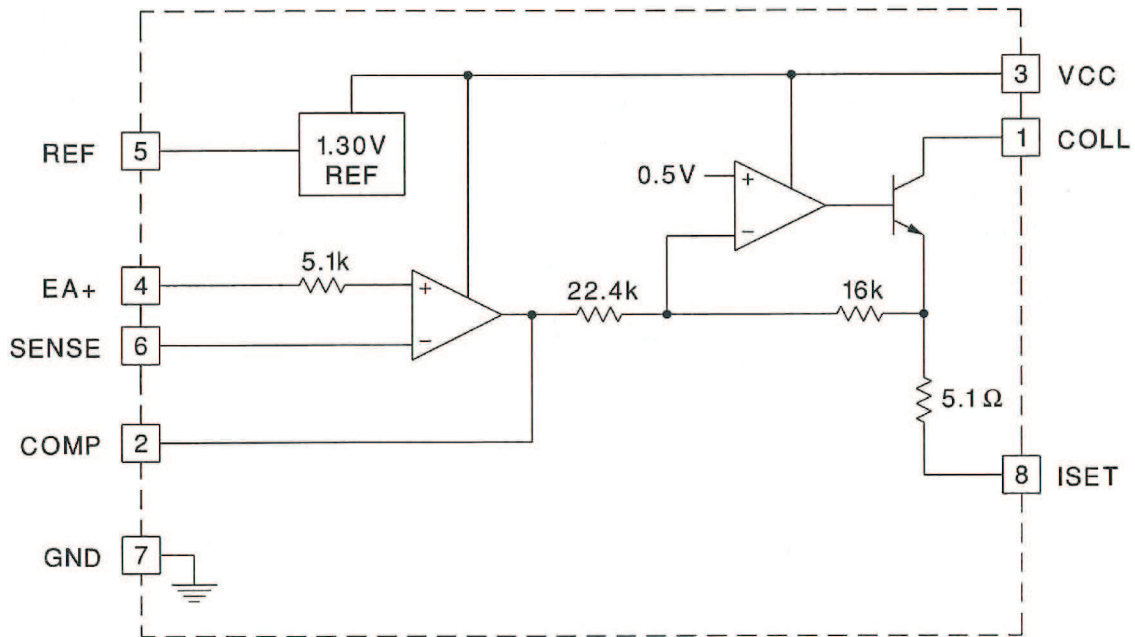 3 VCC
1 COLL
REF 5
1.30V
REF
0.5V
+
−
EA+ 4
5.1k
+
−
22.4k
16k
SENSE 6
5.1 Ω
COMP 2
8 ISET
GND 7